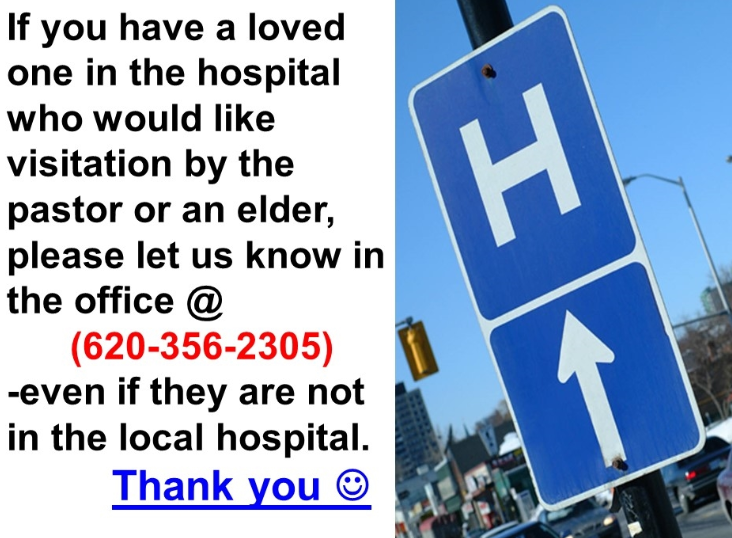 If you have a loved
one in the hospital
who would like
visitation by the
pastor or an elder,
please let us know in
the office @
(620-356-2305)
-even if they are not
in the local hospital.
Thank you ☺
H